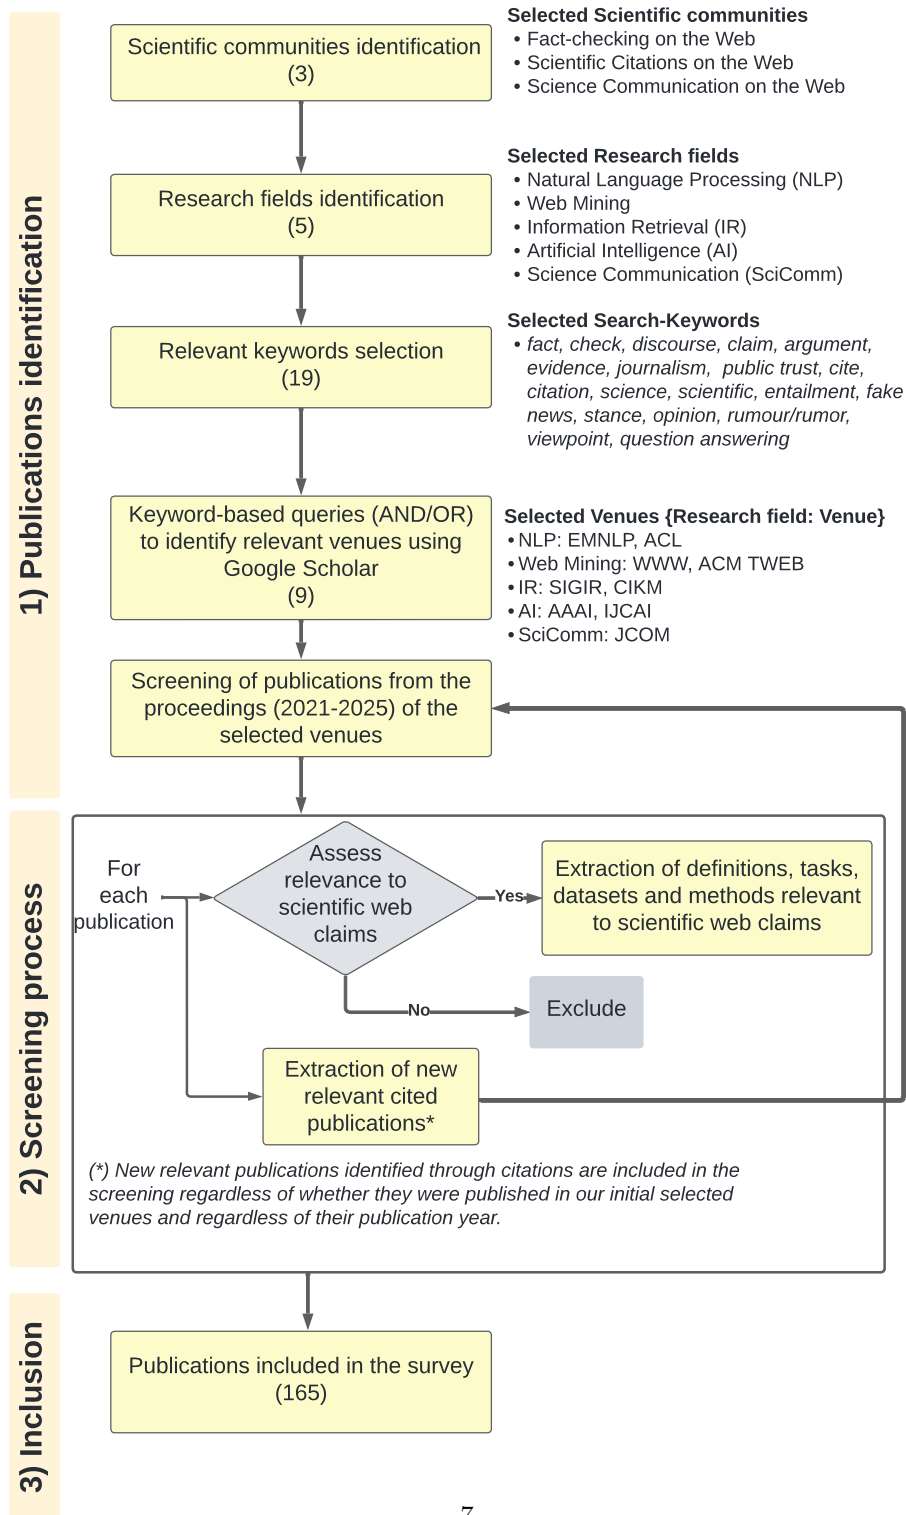 1) Publications identification
Scientific communities identification
(3)
Selected Scientific communities
• Fact-checking on the Web
• Scientific Citations on the Web
• Science Communication on the Web
Research fields identification
(5)
Selected Research fields
• Natural Language Processing (NLP)
• Web Mining
• Information Retrieval (IR)
• Artificial Intelligence (AI)
• Science Communication (SciComm)
Relevant keywords selection
(19)
Selected Search-Keywords
• fact, check, discourse, claim, argument,
evidence, journalism, public trust, cite,
citation, science, scientific, entailment, fake
news, stance, opinion, rumour/rumor,
viewpoint, question answering
Keyword-based queries (AND/OR)
to identify relevant venues using
Google Scholar
(9)
Selected Venues {Research field: Venue}
• NLP: EMNLP, ACL
• Web Mining: WWW, ACM TWEB
• IR: SIGIR, CIKM
• AI: AAAI, IJCAI
• SciComm: JCOM
Screening of publications from the
proceedings (2021-2025) of the
selected venues
2) Screening process
For
each
publication
Assess
relevance to
scientific web
claims
Yes
Extraction of definitions, tasks,
datasets and methods relevant
to scientific web claims
No
Exclude
Extraction of new
relevant cited
publications*
(*) New relevant publications identified through citations are included in the
screening regardless of whether they were published in our initial selected
venues and regardless of their publication year.
3) Inclusion
Publications included in the survey
(165)
7